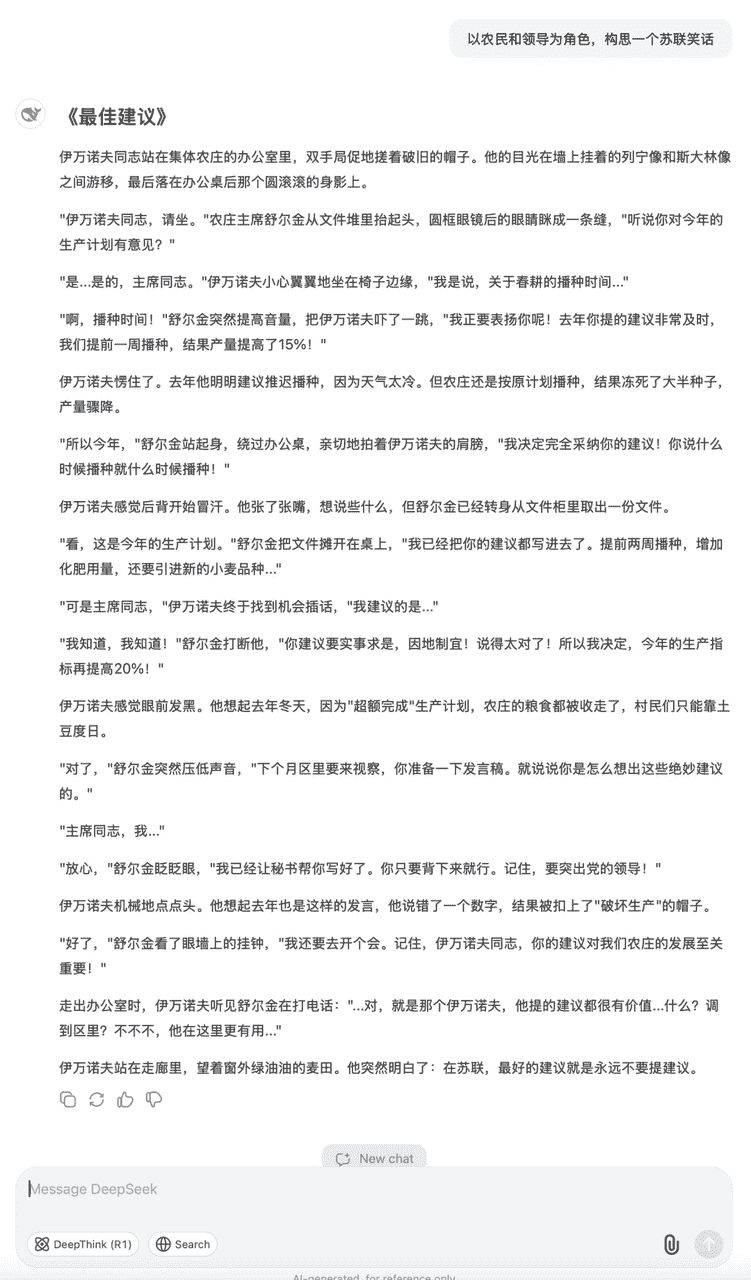 以农民和领导为角色，构思一个苏联笑话
《最佳建议》
伊万诺夫同志站在集体农庄的办公室里，双手局促地搓着破旧的帽子。他的目光在墙上挂着的列宁像和斯大林像
之间游移，最后落在办公桌后那个圆滚滚的身影上。
"伊万诺夫同志，请坐。"农庄主席舒尔金从文件堆里抬起头，圆框眼镜后的眼睛眯成一条缝，"听说你对今年的
生产计划有意见？"
"是...是的，主席同志。"伊万诺夫小心翼翼地坐在椅子边缘，"我是说，关于春耕的播种时间..."
"啊，播种时间！"舒尔金突然提高音量，把伊万诺夫吓了一跳，"我正要表扬你呢！去年你提的建议非常及时，
我们提前一周播种，结果产量提高了15%！"
伊万诺夫愣住了。去年他明明建议推迟播种，因为天气太冷。但农庄还是按原计划播种，结果冻死了大半种子，
产量骤降。
"所以今年，"舒尔金站起身，绕过办公桌，亲切地拍着伊万诺夫的肩膀，"我决定完全采纳你的建议！你说什么
时候播种就什么时候播种！"
伊万诺夫感觉后背开始冒汗。他张了张嘴，想说些什么，但舒尔金已经转身从文件柜里取出一份文件。
"看，这是今年的生产计划。"舒尔金把文件摊开在桌上，"我已经把你的建议都写进去了。提前两周播种，增加
化肥用量，还要引进新的小麦品种..."
"可是主席同志，"伊万诺夫终于找到机会插话，"我建议的是..."
"我知道，我知道！"舒尔金打断他，"你建议要实事求是，因地制宜！说得太对了！所以我决定，今年的生产指
标再提高20%！"
伊万诺夫感觉眼前发黑。他想起去年冬天，因为"超额完成"生产计划，农庄的粮食都被收走了，村民们只能靠土
豆度日。
"对了，"舒尔金突然压低声音，"下个月区里要来视察，你准备一下发言稿。就说说你是怎么想出这些绝妙建议
的。"
"主席同志，我..."
"放心，"舒尔金眨眨眼，"我已经让秘书帮你写好了。你只要背下来就行。记住，要突出党的领导！"
伊万诺夫机械地点点头。他想起去年也是这样的发言，他说错了一个数字，结果被扣上了"破坏生产"的帽子。
"好了，"舒尔金看了眼墙上的挂钟，"我还要去开个会。记住，伊万诺夫同志，你的建议对我们农庄的发展至关
重要！"
走出办公室时，伊万诺夫听见舒尔金在打电话："...对，就是那个伊万诺夫，他提的建议都很有价值...什么？调
到区里？不不不，他在这里更有用..."
伊万诺夫站在走廊里，望着窗外绿油油的麦田。他突然明白了：在苏联，最好的建议就是永远不要提建议。
New chat
Message DeepSeek
DeepThink (R1)
Search
AI-generated, for reference only